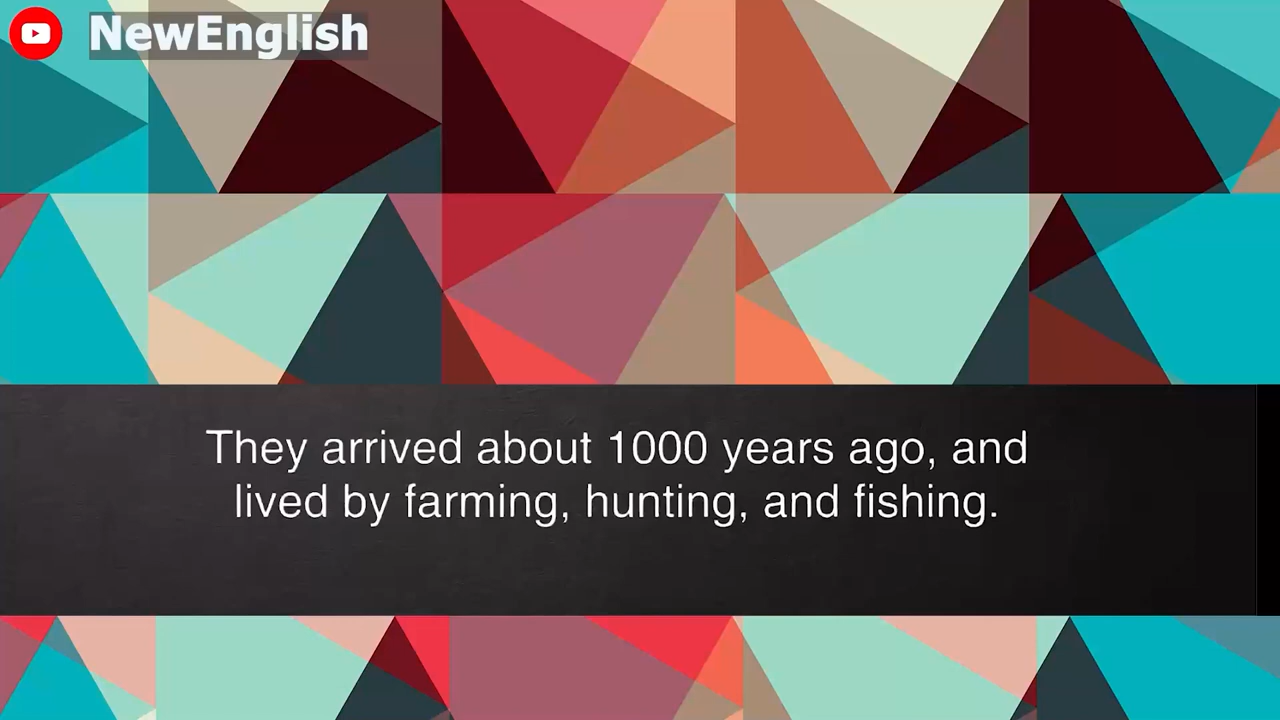 NewEnglish
They arrived about 1000 years ago, and
lived by farming, hunting, and fishing.